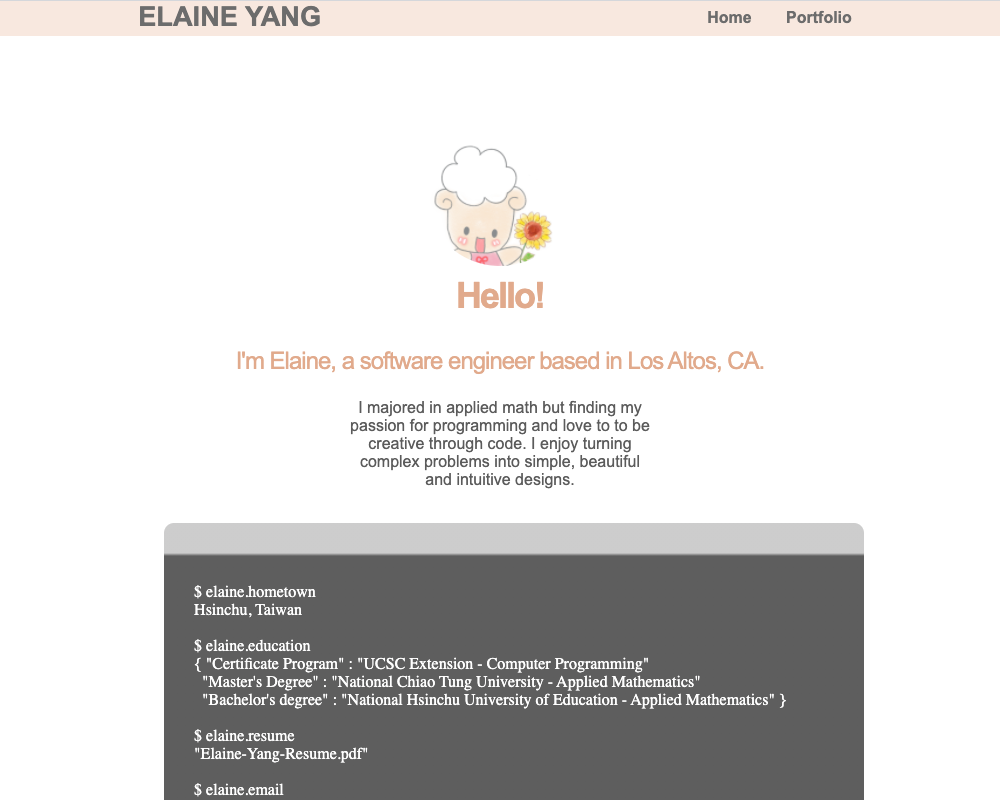 ELAINE YANG
Home Portfolio
Hello!
I'm Elaine, a software engineer based in Los Altos, CA.
I majored in applied math but finding my
passion for programming and love to to be
creative through code. I enjoy turning
complex problems into simple, beautiful
and intuitive designs.
$ elaine.hometown
Hsinchu, Taiwan
$ elaine.education
{ "Certificate Program" : "UCSC Extension - Computer Programming"
"Master's Degree" : "National Chiao Tung University - Applied Mathematics"
"Bachelor's degree" : "National Hsinchu University of Education - Applied Mathematics" }
$ elaine.resume
"Elaine-Yang-Resume.pdf"
$ elaine.email